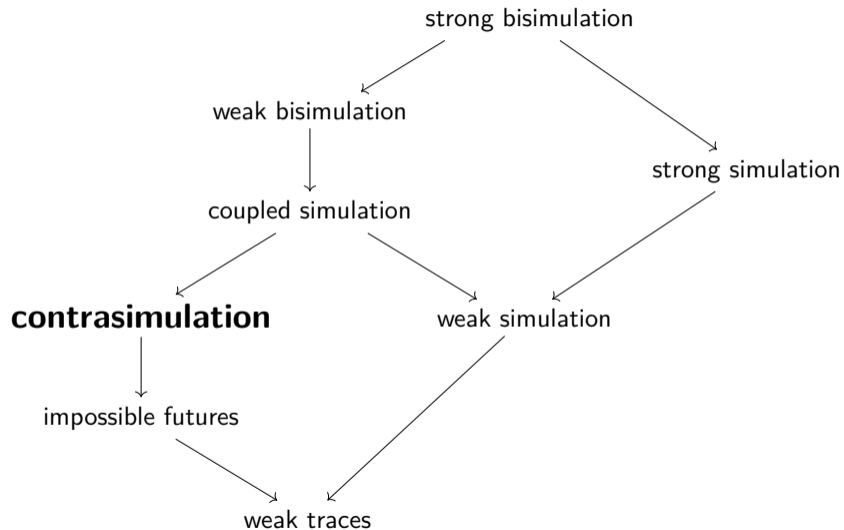 strong bisimulation
weak bisimulation
strong simulation
coupled simulation
contrasimulation
weak simulation
impossible futures
weak traces